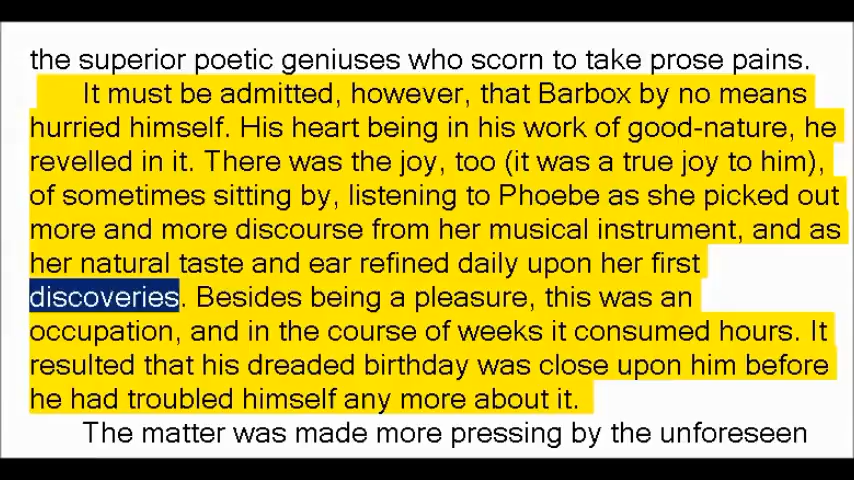 the superior poetic geniuses who scorn to take prose pains.
It must be admitted, however, that Barbox by no means
hurried himself. His heart being in his work of good-nature, he
revelled in it. There was the joy, too (it was a true joy to him),
of sometimes sitting by, listening to Phoebe as she picked out
more and more discourse from her musical instrument, and as
her natural taste and ear refined daily upon her first
discoveries. Besides being a pleasure, this was an
occupation, and in the course of weeks it consumed hours. It
resulted that his dreaded birthday was close upon him before
he had troubled himself any more about it.
The matter was made more pressing by the unforeseen